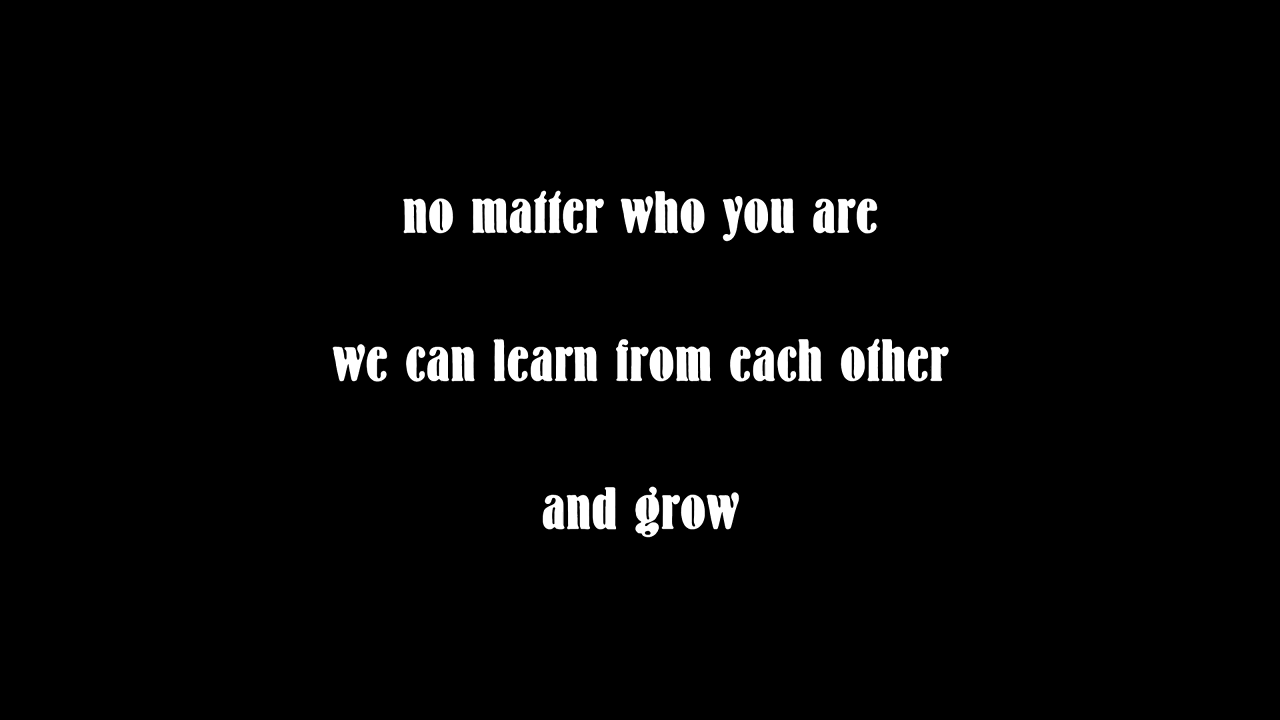 no matter who you are
we can learn from each other
and grow